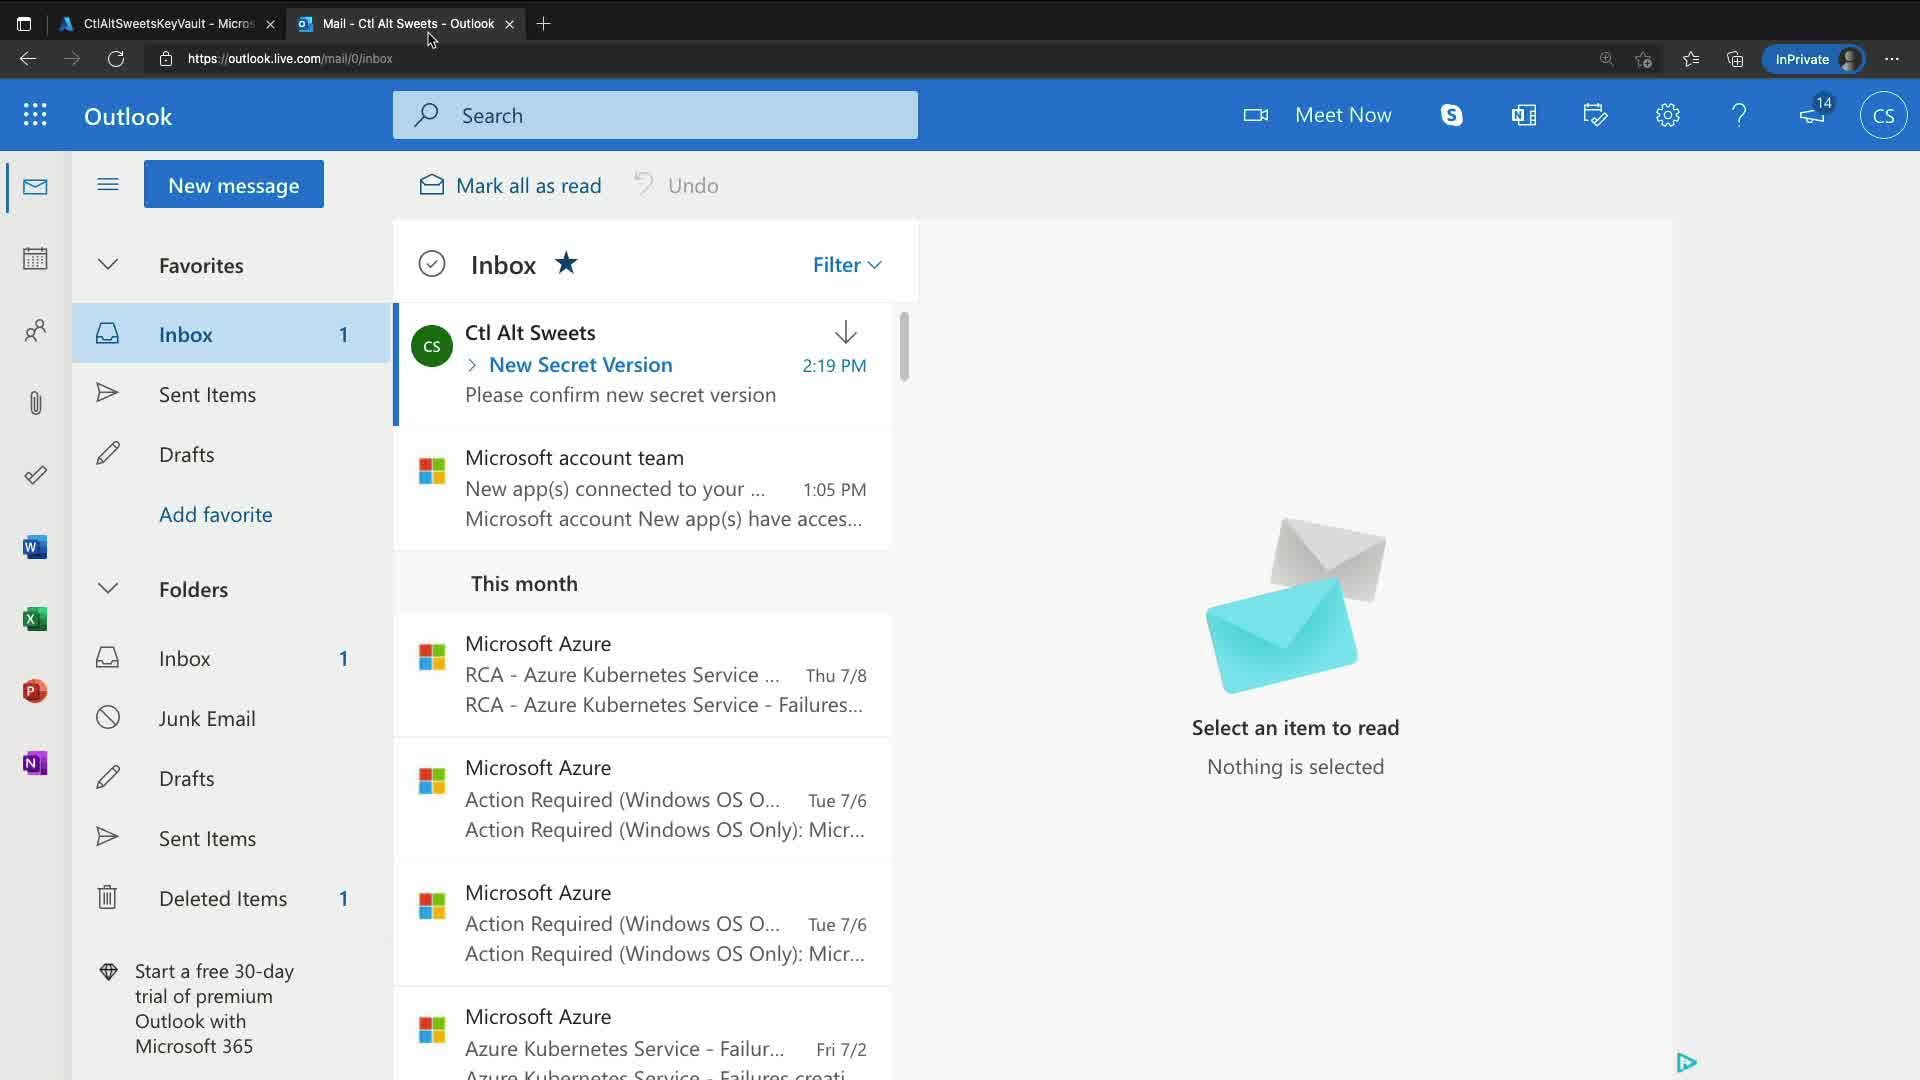 CtlAltSweetsKeyVault - Micros
Mail - Ctl Alt Sweets - Outlook
https://outlook.live.com/mail/0/inbox
InPrivate
Outlook
Search
Meet Now
14
CS
New message
Mark all as read
Undo
Favorites
Inbox 1
Sent Items
Drafts
Add favorite
Folders
Inbox 1
Junk Email
Drafts
Sent Items
Deleted Items 1
Start a free 30-day
trial of premium
Outlook with
Microsoft 365
Inbox
Filter
CS
Ctl Alt Sweets
New Secret Version 2:19 PM
Please confirm new secret version
Microsoft account team
New app(s) connected to your ... 1:05 PM
Microsoft account New app(s) have acces...
This month
Microsoft Azure
RCA - Azure Kubernetes Service ... Thu 7/8
RCA - Azure Kubernetes Service - Failures...
Microsoft Azure
Action Required (Windows OS O... Tue 7/6
Action Required (Windows OS Only): Micr...
Microsoft Azure
Action Required (Windows OS O... Tue 7/6
Action Required (Windows OS Only): Micr...
Microsoft Azure
Azure Kubernetes Service - Failur... Fri 7/2
Azure Kubernetes Service - Failures creati...
Select an item to read
Nothing is selected